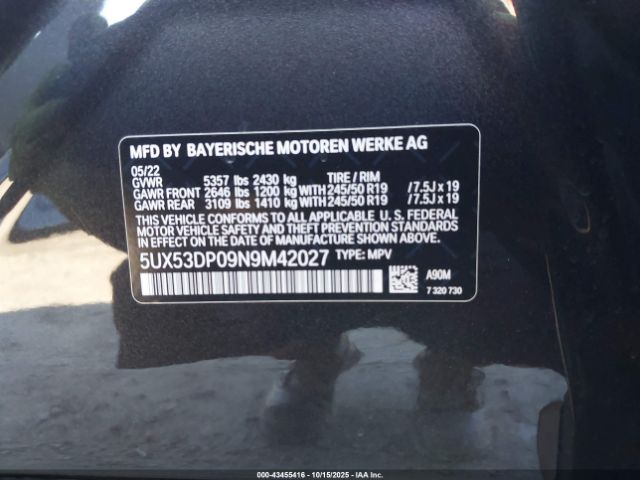 MFD BY BAYERISCHE MOTOREN WERKE AG
05/22
GVWR 5357 lbs 2430 kg TIRE / RIM
GAWR FRONT 2646 lbs 1200 kg WITH 245/50 R19 /7.5J x 19
GAWR REAR 3109 lbs 1410 kg WITH 245/50 R19 /7.5J x 19
THIS VEHICLE CONFORMS TO ALL APPLICABLE U. S. FEDERAL
MOTOR VEHICLE SAFETY AND THEFT PREVENTION
STANDARDS IN EFFECT ON THE DATE OF MANUFACTURE
SHOWN ABOVE.
5UX53DP09N9M42027 TYPE: MPV
A90M
7 320 730
000-43455416 - 10/15/2025 - IAAI.COM